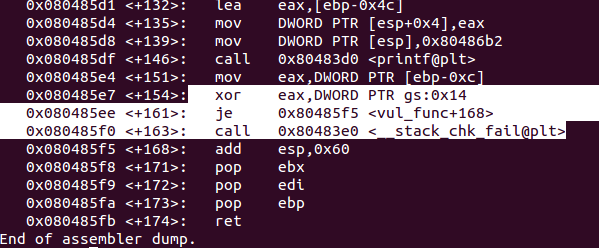 0x080485d1 <+132>: lea eax,[ebp-0x4c]
0x080485d4 <+135>: mov DWORD PTR [esp+0x4],eax
0x080485d8 <+139>: mov DWORD PTR [esp],0x80486b2
0x080485df <+146>: call 0x80483d0 <printf@plt>
0x080485e4 <+151>: mov eax,DWORD PTR [ebp-0xc]
0x080485e7 <+154>: xor eax,DWORD PTR gs:0x14
0x080485ee <+161>: je 0x80485f5 <vul_func+168>
0x080485f0 <+163>: call 0x80483e0 <__stack_chk_fail@plt>
0x080485f5 <+168>: add esp,0x60
0x080485f8 <+171>: pop ebx
0x080485f9 <+172>: pop edi
0x080485fa <+173>: pop ebp
0x080485fb <+174>: ret
End of assembler dump.